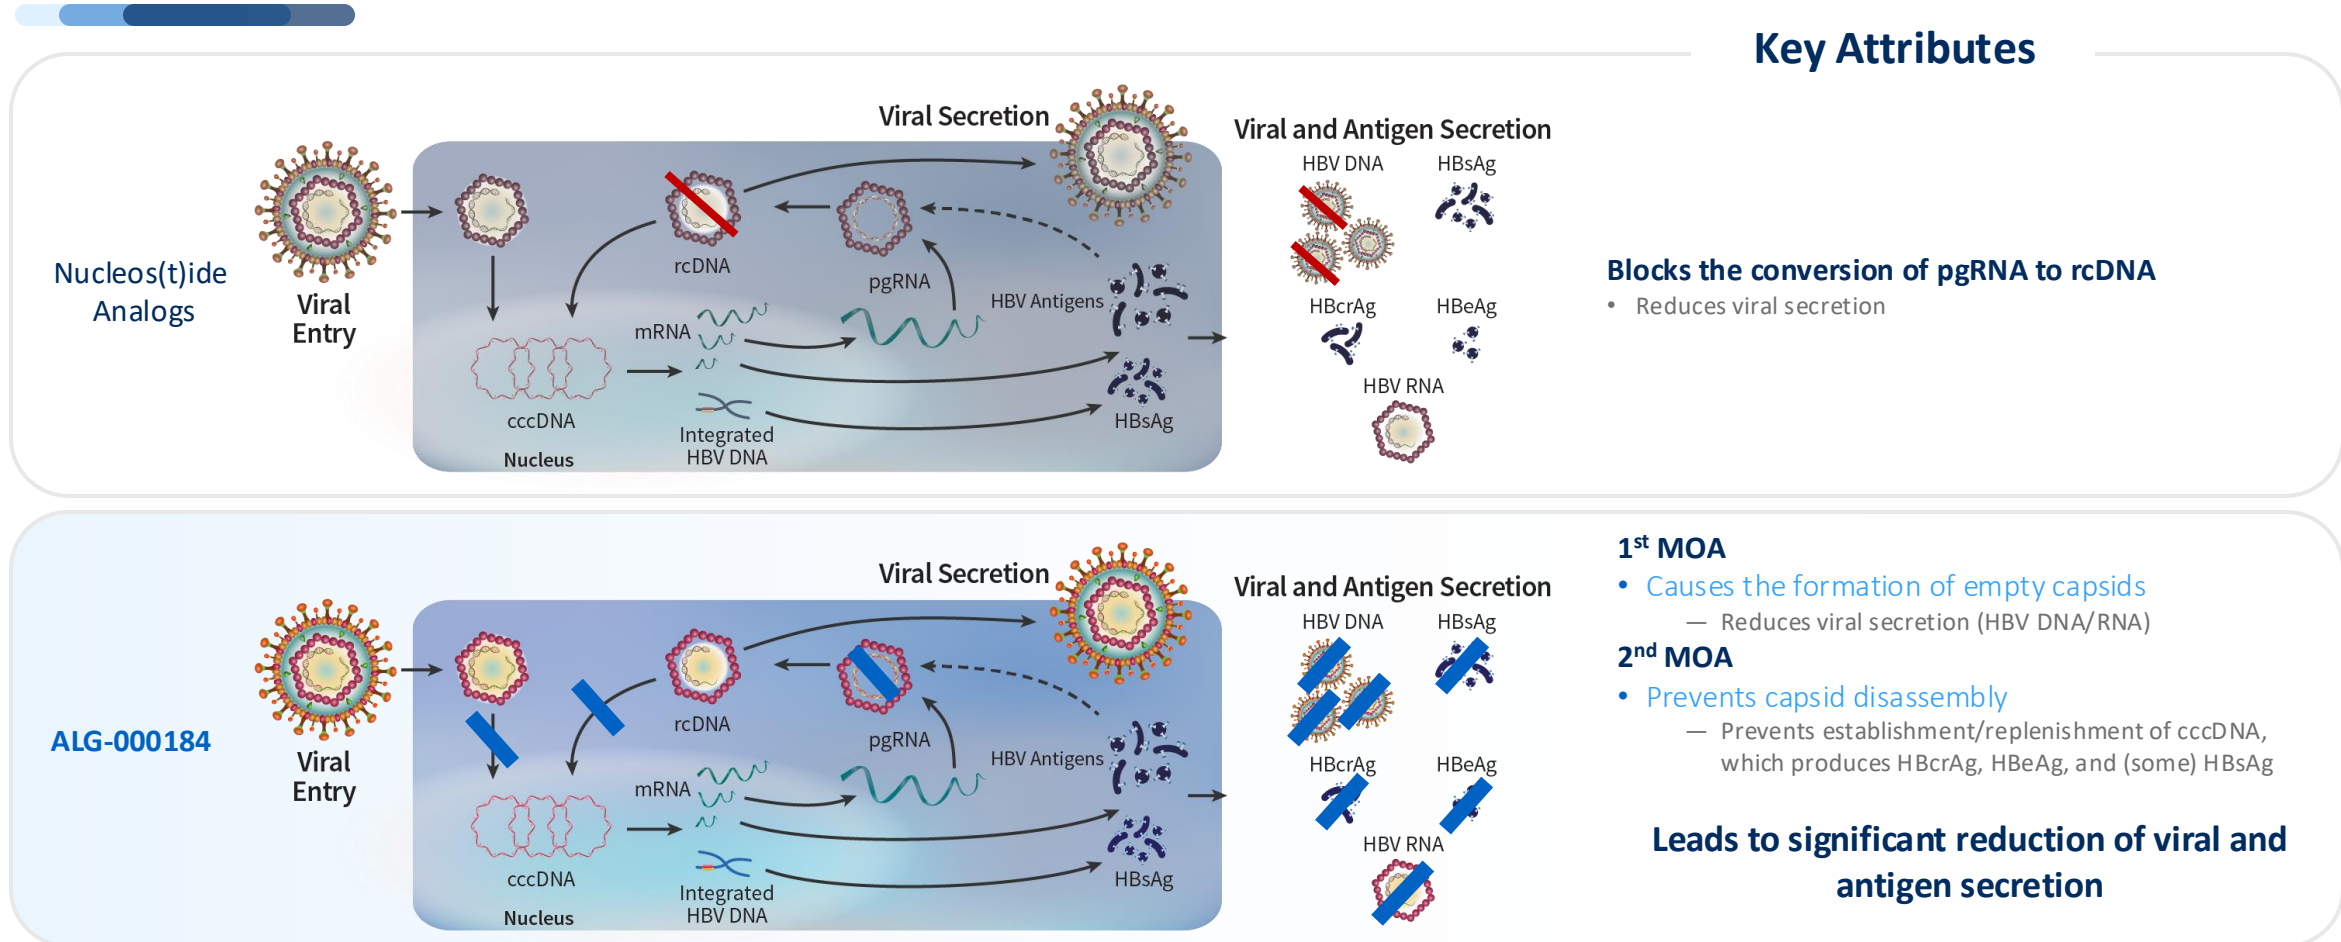 Key Attributes
Nucleos(t)ide
Analogs
Viral
Entry
Viral Secretion
rcDNA
pgRNA
HBV Antigens
mRNA
cccDNA
Integrated
HBV DNA
HBsAg
Nucleus
Viral and Antigen Secretion
HBV DNA
HBsAg
HBcrAg
HBeAg
HBV RNA
Blocks the conversion of pgRNA to rcDNA
• Reduces viral secretion
ALG-000184
Viral
Entry
Viral Secretion
rcDNA
pgRNA
HBV Antigens
mRNA
cccDNA
Integrated
HBV DNA
HBsAg
Nucleus
Viral and Antigen Secretion
HBV DNA
HBsAg
HBcrAg
HBeAg
HBV RNA
1st MOA
• Causes the formation of empty capsids
— Reduces viral secretion (HBV DNA/RNA)
2nd MOA
• Prevents capsid disassembly
— Prevents establishment/replenishment of cccDNA,
which produces HBcrAg, HBeAg, and (some) HBsAg
Leads to significant reduction of viral and
antigen secretion